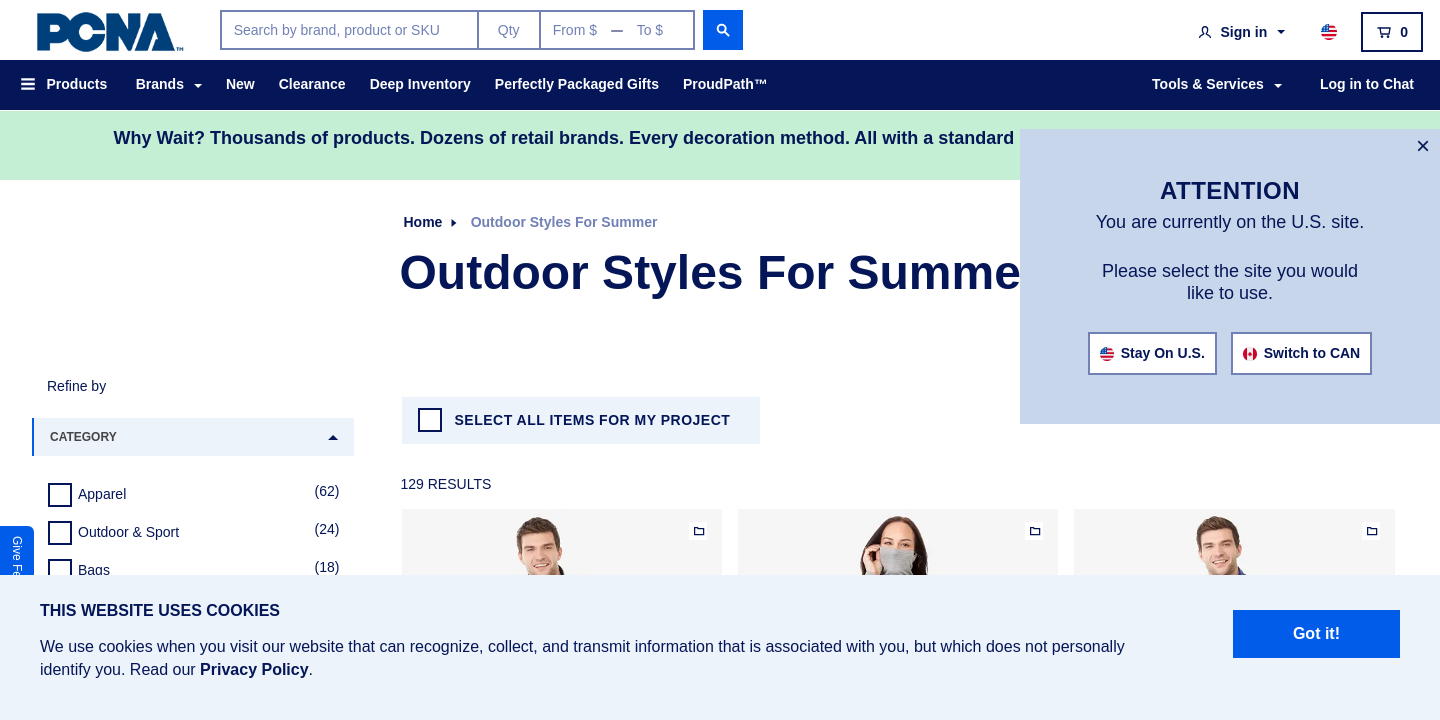 PCNA™
Search by brand, product or SKU Qty From $ — To $
Sign in 0
Products Brands New Clearance Deep Inventory Perfectly Packaged Gifts ProudPath™ Tools & Services Log in to Chat
Why Wait? Thousands of products. Dozens of retail brands. Every decoration method. All with a standard
×
ATTENTION
You are currently on the U.S. site.
Please select the site you would
like to use.
Stay On U.S. Switch to CAN
Home Outdoor Styles For Summer
Outdoor Styles For Summe
Refine by
SELECT ALL ITEMS FOR MY PROJECT
CATEGORY
129 RESULTS
Apparel (62)
Outdoor & Sport (24)
Bags (18)
Give Fe
THIS WEBSITE USES COOKIES
We use cookies when you visit our website that can recognize, collect, and transmit information that is associated with you, but which does not personally
identify you. Read our Privacy Policy.
Got it!